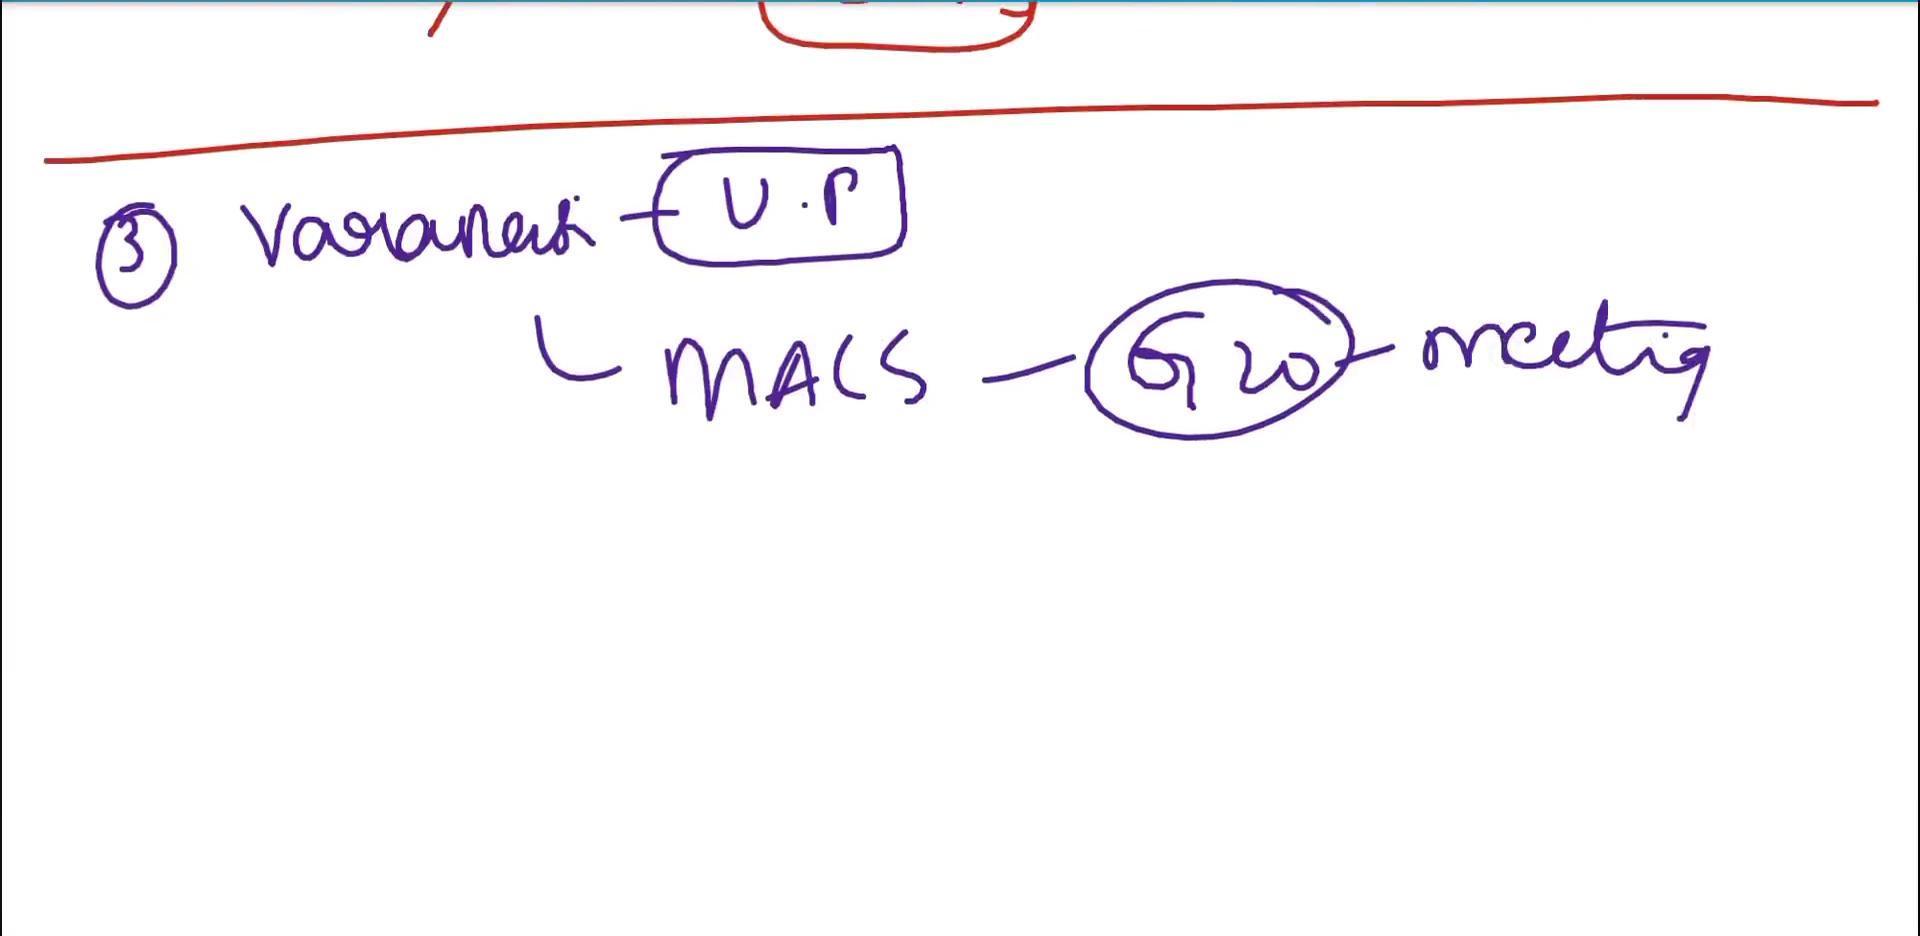 ③ Varanasi - U.P
MACS - G20 - meeting